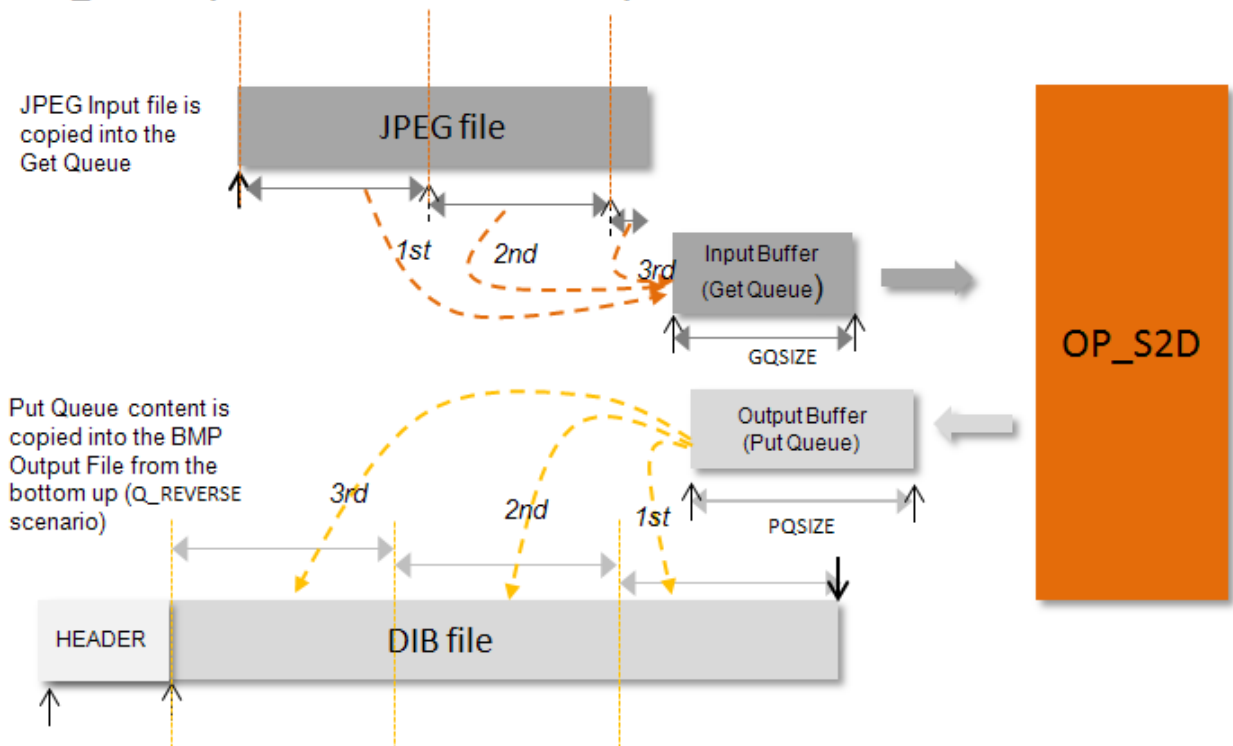 JPEG Input file is
copied into the
Get Queue
JPEG file
1st
2nd
3rd
Input Buffer
(Get Queue)
GQSIZE
OP_S2D
Put Queue content is
copied into the BMP
Output File from the
bottom up (Q_REVERSE
scenario)
Output Buffer
(Put Queue)
PQSIZE
3rd
2nd
1st
HEADER
DIB file